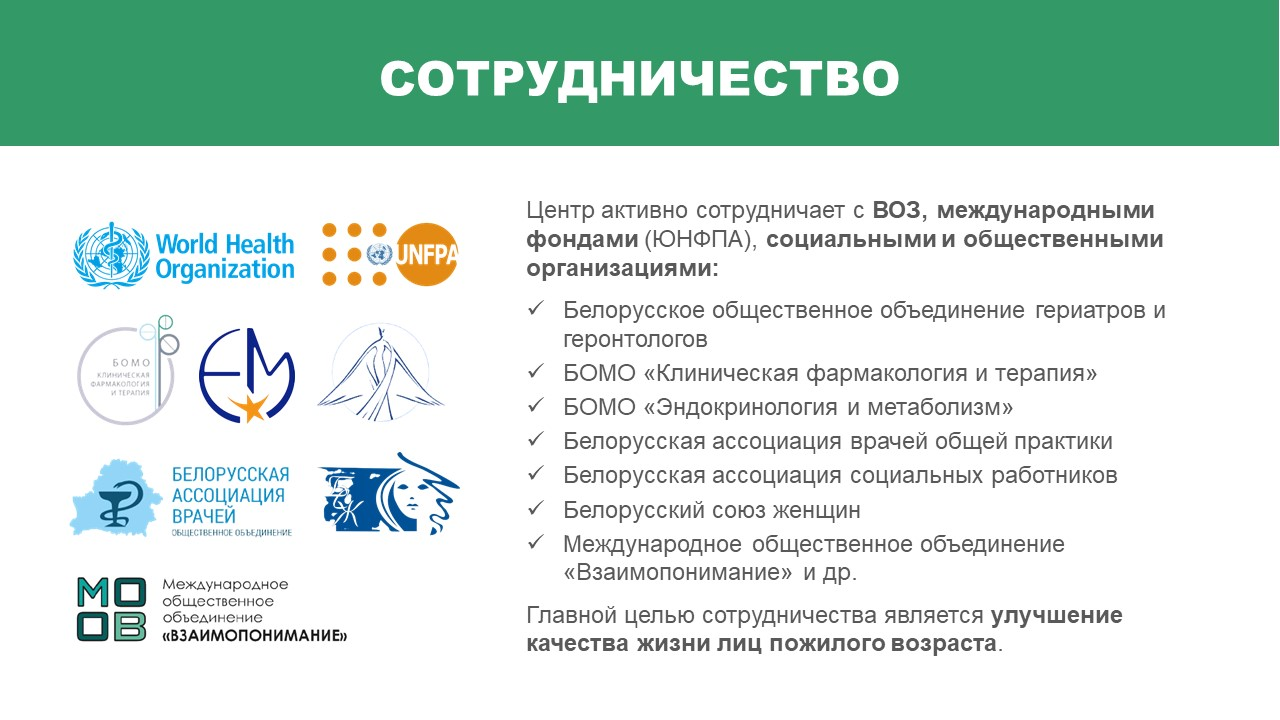 СОТРУДНИЧЕСТВО
World Health
Organization
UNFPA
БОМО
КЛИНИЧЕСКАЯ
ФАРМАКОЛОГИЯ
И ТЕРАПИЯ
БЕЛОРУССКАЯ
АССОЦИАЦИЯ
ВРАЧЕЙ
ОБЩЕСТВЕННОЕ ОБЪЕДИНЕНИЕ
МО
ОВ
Международное
общественное
объединение
«ВЗАИМОПОНИМАНИЕ»
Центр активно сотрудничает с ВОЗ, международными
фондами (ЮНФПА), социальными и общественными
организациями:
✓ Белорусское общественное объединение гериатров и
геронтологов
✓ БОМО «Клиническая фармакология и терапия»
✓ БОМО «Эндокринология и метаболизм»
✓ Белорусская ассоциация врачей общей практики
✓ Белорусская ассоциация социальных работников
✓ Белорусский союз женщин
✓ Международное общественное объединение
«Взаимопонимание» и др.
Главной целью сотрудничества является улучшение
качества жизни лиц пожилого возраста.